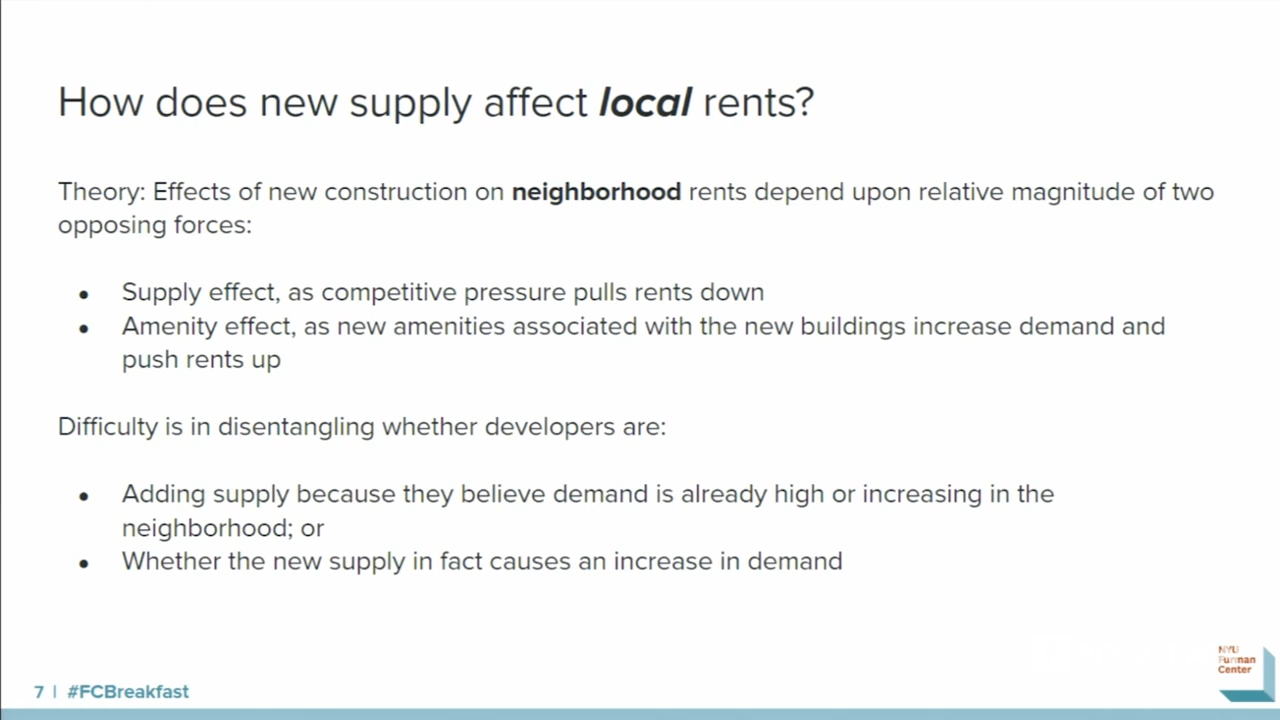 How does new supply affect local rents?
Theory: Effects of new construction on neighborhood rents depend upon relative magnitude of two
opposing forces:
● Supply effect, as competitive pressure pulls rents down
● Amenity effect, as new amenities associated with the new buildings increase demand and
push rents up
Difficulty is in disentangling whether developers are:
● Adding supply because they believe demand is already high or increasing in the
neighborhood; or
● Whether the new supply in fact causes an increase in demand
7 | #FCBreakfast
NYU
Furman
Center